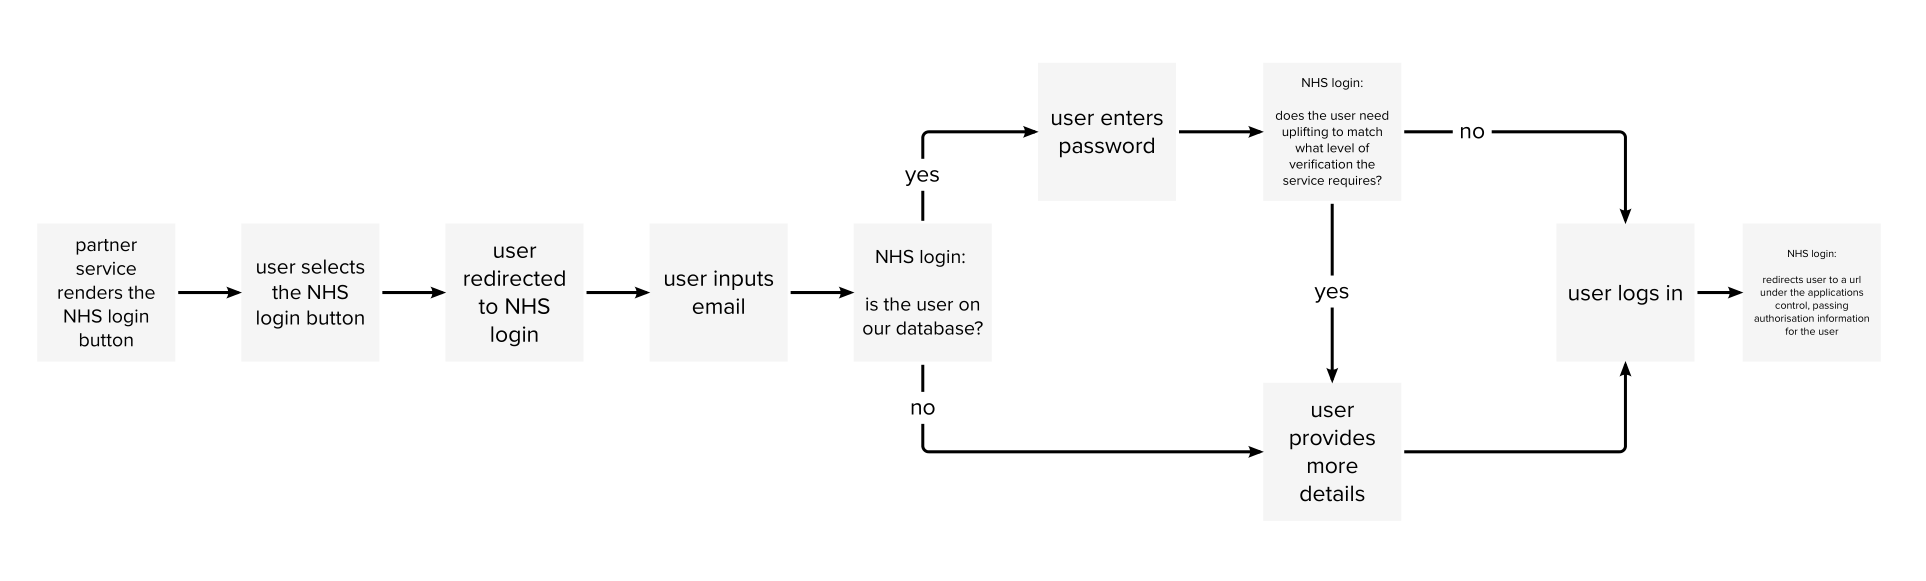 partner
service
renders the
NHS login
button
user selects
the NHS
login button
user
redirected
to NHS
login
user inputs
email
NHS login:
is the user on
our database?
yes
user enters
password
NHS login:
does the user need
uplifting to match
what level of
verification the
service requires?
no
yes
no
user
provides
more
details
user logs in
NHS login:
redirects user to a url
under the applications
control, passing
authorisation information
for the user